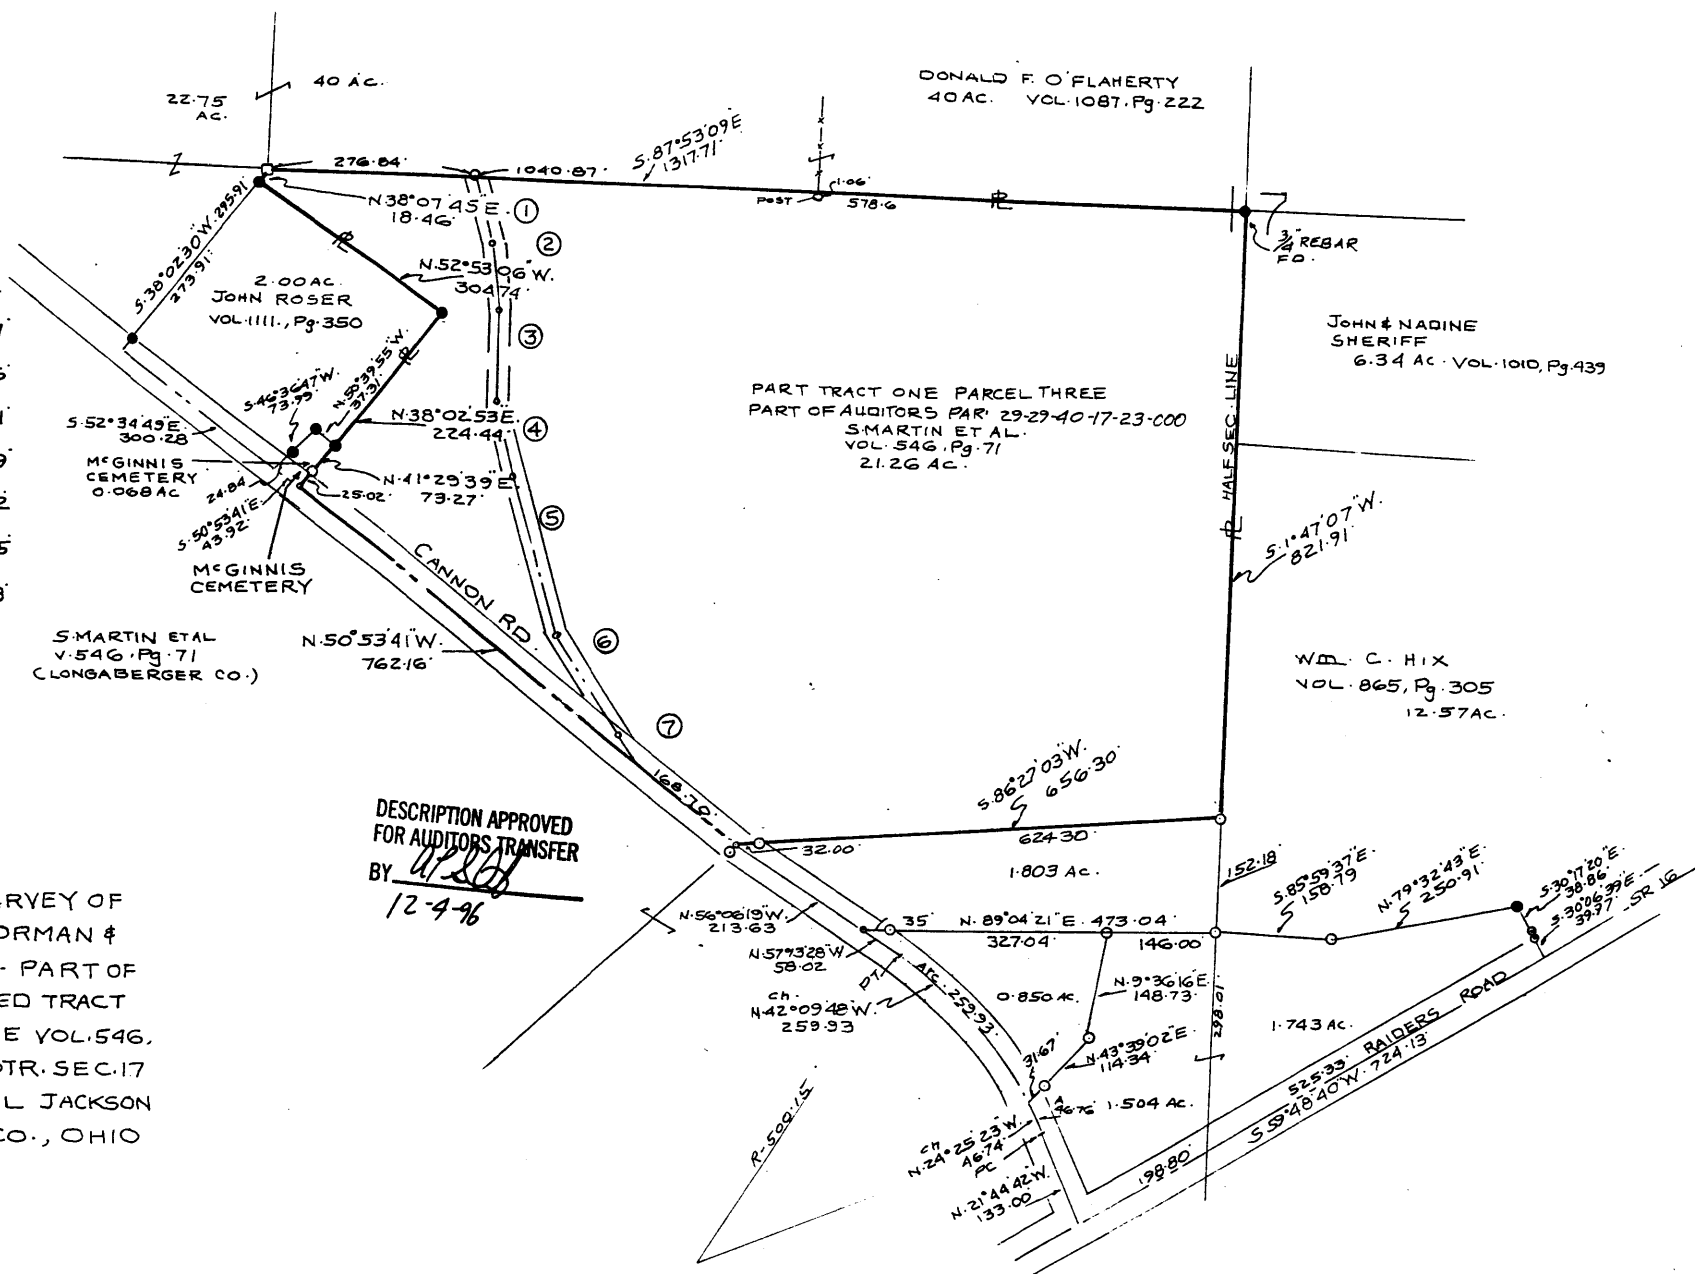 22.75
AC.
40 AC.
DONALD F. O'FLAHERTY
40 AC. VOL. 1087, Pg. 222
276.84'
1040.87'
S.87°53'09"E
1317.71'
1.06'
POST
578.6
7
3/4" REBAR
FD.
N.38°07'45"E.
18.46'
1
2
3
4
5
6
7
S.38°02'30"W. 295.91'
273.91'
N.52°53'06"W.
304.74'
2.00 AC.
JOHN ROSER
VOL. 1111., Pg. 350
S.46°36'47"W.
73.99'
N.50°39'55"W.
37.31'
N.38°02'53"E.
224.44'
S.52°34'49"E.
300.28
McGINNIS
CEMETERY
0.068 AC
24.84
25.02'
N.41°29'39"E
73.27'
S.50°53'41"E
43.92'
McGINNIS
CEMETERY
CANNON RD.
N.50°53'41"W.
762.16'
S. MARTIN ET AL
V. 546, Pg. 71
(LONGABERGER CO.)
PART TRACT ONE PARCEL THREE
PART OF AUDITORS PAR' 29-29-40-17-23-000
S. MARTIN ET AL.
VOL. 546, Pg. 71
21.26 AC.
HALF SEC. LINE
JOHN & NADINE
SHERIFF
6.34 AC. VOL. 1010, Pg. 439
S.1°47'07"W.
821.91'
WM. C. HIX
VOL. 865, Pg. 305
12.57 AC.
168.70'
DESCRIPTION APPROVED
FOR AUDITORS TRANSFER
BY
12-4-96
S.86°27'03"W.
656.30'
624.30'
32.00'
1.803 AC.
152.18
S.85°59'37"E.
158.79
N.79°32'43"E.
250.91'
S.30°17'20"E.
38.86'
S.30°06'39"E.
39.77'
SR 16
N.56°06'19"W.
213.63'
35'
N. 89°04'21"E. 473.04'
327.04'
146.00'
58.02
PT
Arc. 259.93'
ch.
N.42°09'48"W.
259.93
0.850 AC.
N.9°36'16"E.
148.73'
298.01
1.743 AC.
31.67'
N.43°39'02"E.
114.34'
A
46.76'
1.504 AC.
ch
N.24°25'23"W.
46.74'
PC
N.21°44'42"W.
133.00'
R-500.15'
525.33' RAIDERS ROAD
S 59°48'40"W. 724.13'
198.80'
RVEY OF
ORMAN &
- PART OF
ED TRACT
E VOL. 546,
QTR. SEC. 17
L JACKSON
CO., OHIO